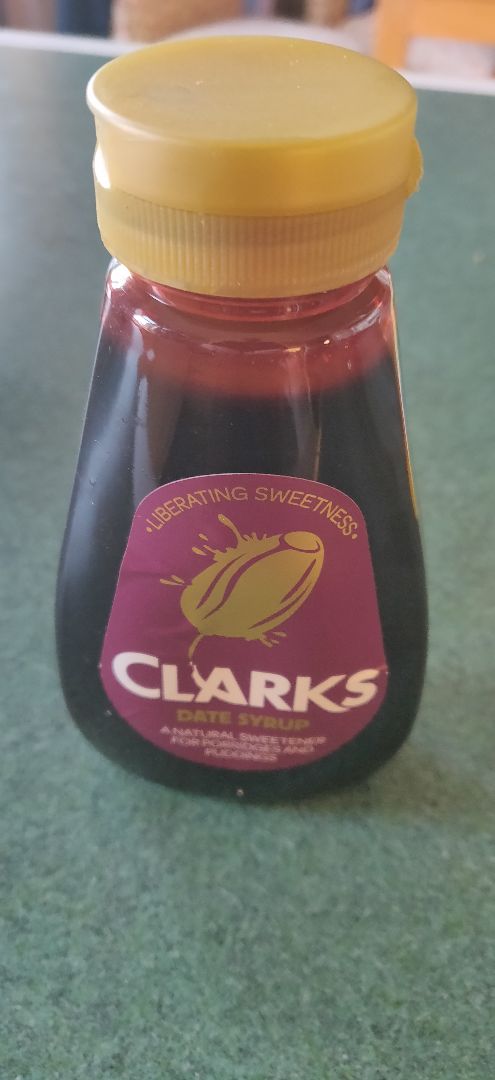 •LIBERATING SWEETNESS•
CLARKS
DATE SYRUP
A NATURAL SWEETENER
FOR PORRIDGES AND
PUDDINGS